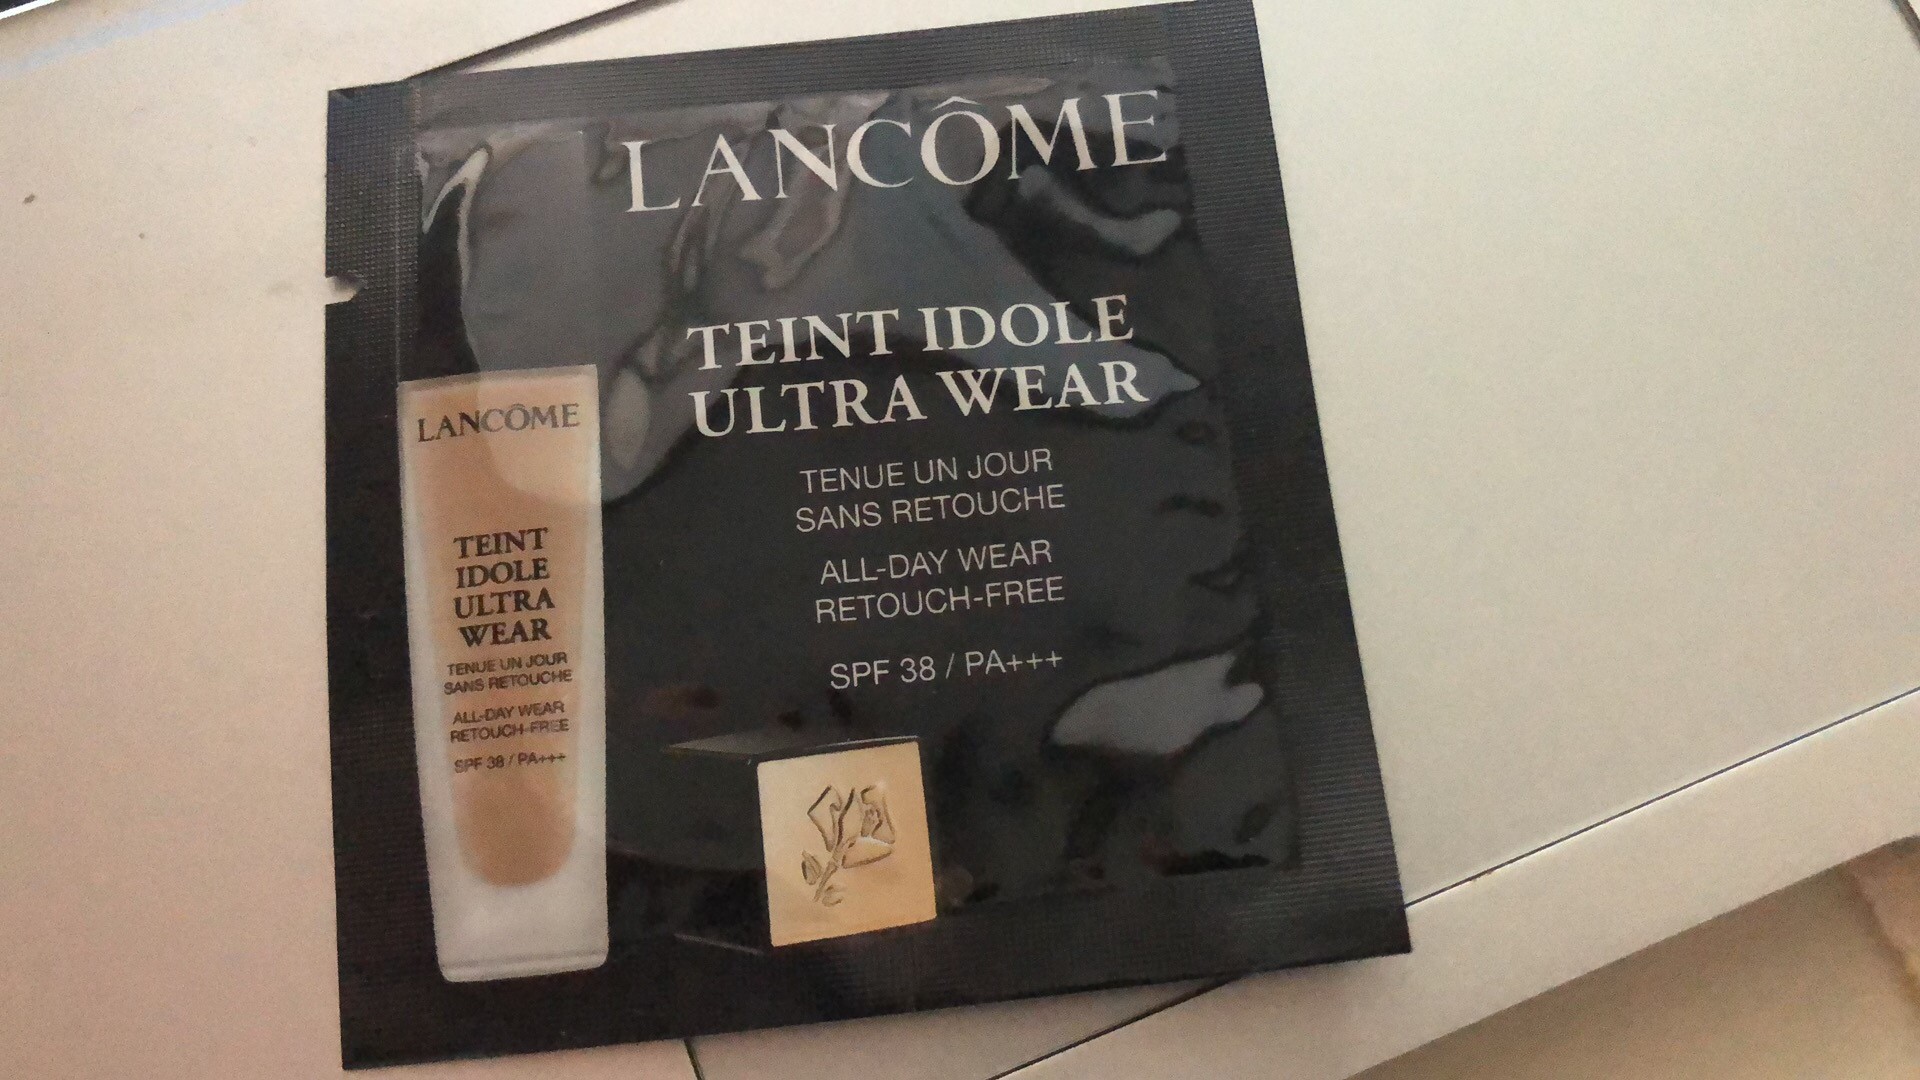 LANCÔME
TEINT IDOLE
ULTRA WEAR
TENUE UN JOUR
SANS RETOUCHE
ALL-DAY WEAR
RETOUCH-FREE
SPF 38 / PA+++
LANCÔME
TEINT
IDOLE
ULTRA
WEAR
TENUE UN JOUR
SANS RETOUCHE
ALL-DAY WEAR
RETOUCH-FREE
SPF 38 / PA+++